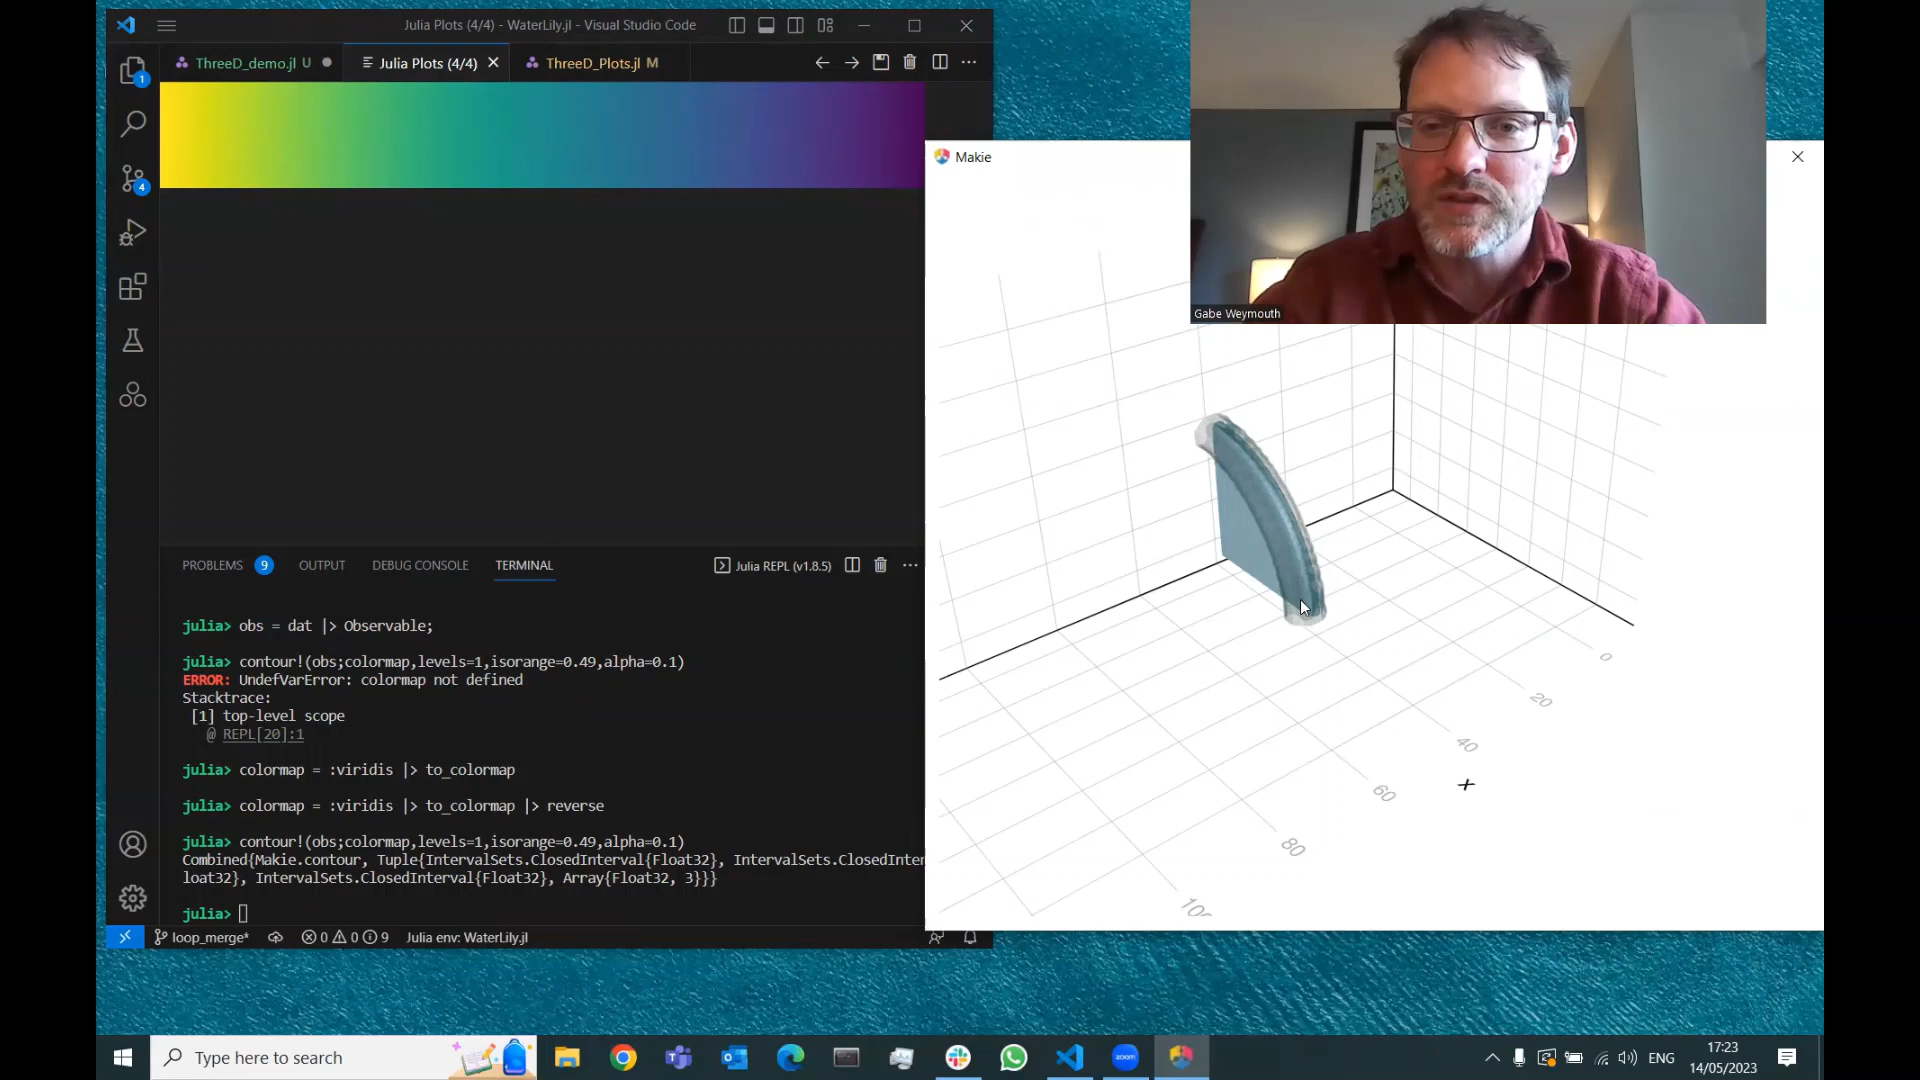 Julia Plots (4/4) - WaterLily.jl - Visual Studio Code
ThreeD_demo.jl U
Julia Plots (4/4)
ThreeD_Plots.jl M
1
4
Makie
Gabe Weymouth
PROBLEMS 9 OUTPUT DEBUG CONSOLE TERMINAL
Julia REPL (v1.8.5)
julia> obs = dat |> Observable;
julia> contour!(obs;colormap,levels=1,isorange=0.49,alpha=0.1)
ERROR: UndefVarError: colormap not defined
Stacktrace:
[1] top-level scope
@ REPL[20]:1
julia> colormap = :viridis |> to_colormap
julia> colormap = :viridis |> to_colormap |> reverse
julia> contour!(obs;colormap,levels=1,isorange=0.49,alpha=0.1)
Combined{Makie.contour, Tuple{IntervalSets.ClosedInterval{Float32}, IntervalSets.ClosedInter
loat32}, IntervalSets.ClosedInterval{Float32}, Array{Float32, 3}}}
julia>
loop_merge* 0 0 9 Julia env: WaterLily.jl
0
20
40
60
80
100
x
Type here to search
zoom
ENG
17:23
14/05/2023